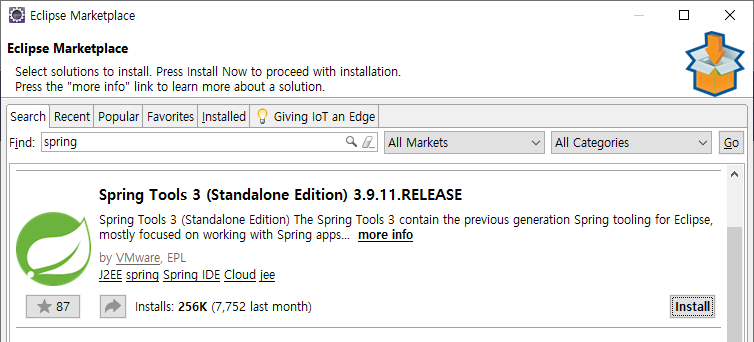 Eclipse Marketplace
Eclipse Marketplace
Select solutions to install. Press Install Now to proceed with installation.
Press the "more info" link to learn more about a solution.
Search Recent Popular Favorites Installed Giving IoT an Edge
Find: spring All Markets All Categories Go
Spring Tools 3 (Standalone Edition) 3.9.11.RELEASE
Spring Tools 3 (Standalone Edition) The Spring Tools 3 contain the previous generation Spring tooling for Eclipse,
mostly focused on working with Spring apps... more info
by VMware, EPL
J2EE spring Spring IDE Cloud jee
87 Installs: 256K (7,752 last month) Install